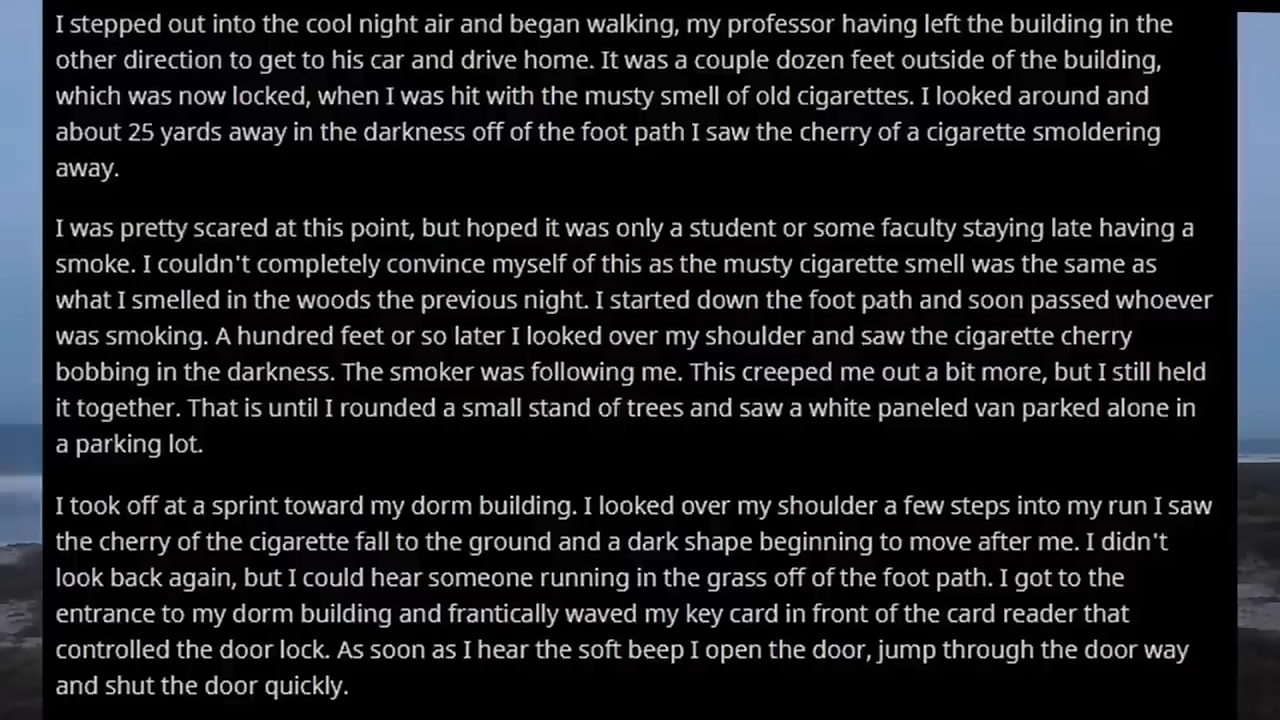 I stepped out into the cool night air and began walking, my professor having left the building in the
other direction to get to his car and drive home. It was a couple dozen feet outside of the building,
which was now locked, when I was hit with the musty smell of old cigarettes. I looked around and
about 25 yards away in the darkness off of the foot path I saw the cherry of a cigarette smoldering
away.
I was pretty scared at this point, but hoped it was only a student or some faculty staying late having a
smoke. I couldn't completely convince myself of this as the musty cigarette smell was the same as
what I smelled in the woods the previous night. I started down the foot path and soon passed whoever
was smoking. A hundred feet or so later I looked over my shoulder and saw the cigarette cherry
bobbing in the darkness. The smoker was following me. This creeped me out a bit more, but I still held
it together. That is until I rounded a small stand of trees and saw a white paneled van parked alone in
a parking lot.
I took off at a sprint toward my dorm building. I looked over my shoulder a few steps into my run I saw
the cherry of the cigarette fall to the ground and a dark shape beginning to move after me. I didn't
look back again, but I could hear someone running in the grass off of the foot path. I got to the
entrance to my dorm building and frantically waved my key card in front of the card reader that
controlled the door lock. As soon as I hear the soft beep I open the door, jump through the door way
and shut the door quickly.